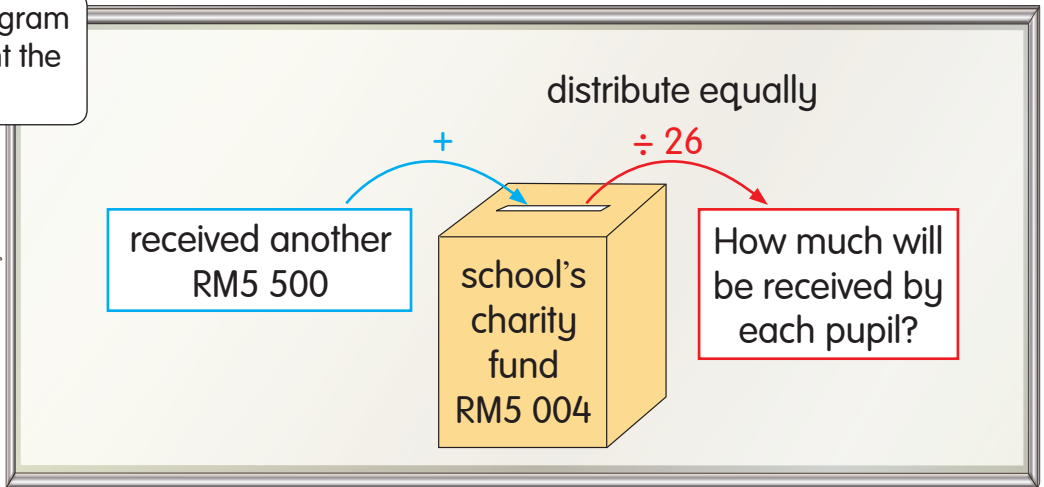 gram
nt the
distribute equally
+
÷ 26
received another
RM5 500
school's
charity
fund
RM5 004
How much will
be received by
each pupil?